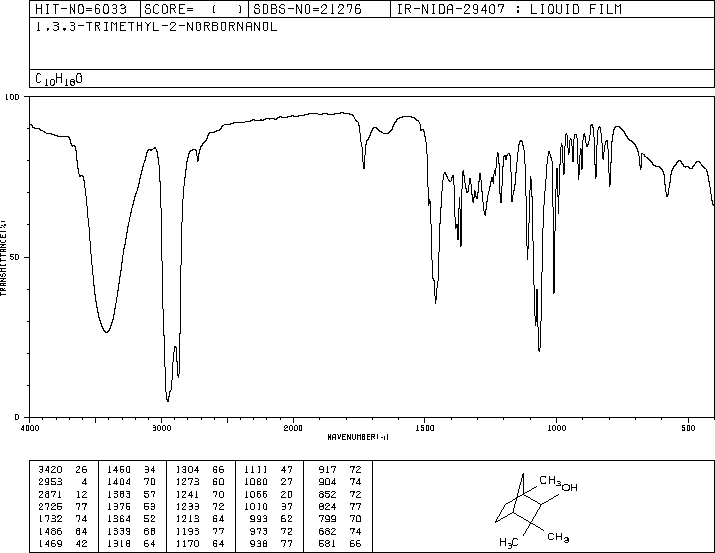 HIT-NO=6033 SCORE= ( ) SDBS-NO=21276 IR-NIDA-29407 : LIQUID FILM
1,3,3-TRIMETHYL-2-NORBORNANOL
C10H18O
100
50
0
TRANSMITTANCE(%)
4000 3000 2000 1500 1000 500
WAVENUMBER(-1)
3420 26 1460 34 1304 66 1111 47 917 72
2953 4 1404 70 1273 60 1080 27 904 74
2871 12 1383 57 1241 70 1066 20 852 72
2726 77 1376 53 1233 72 1010 37 824 77
1732 74 1364 52 1213 64 993 62 799 70
1486 64 1339 68 1193 77 973 72 682 74
1469 42 1318 64 1170 64 938 77 581 66
CH3
OH
H3C
CH3